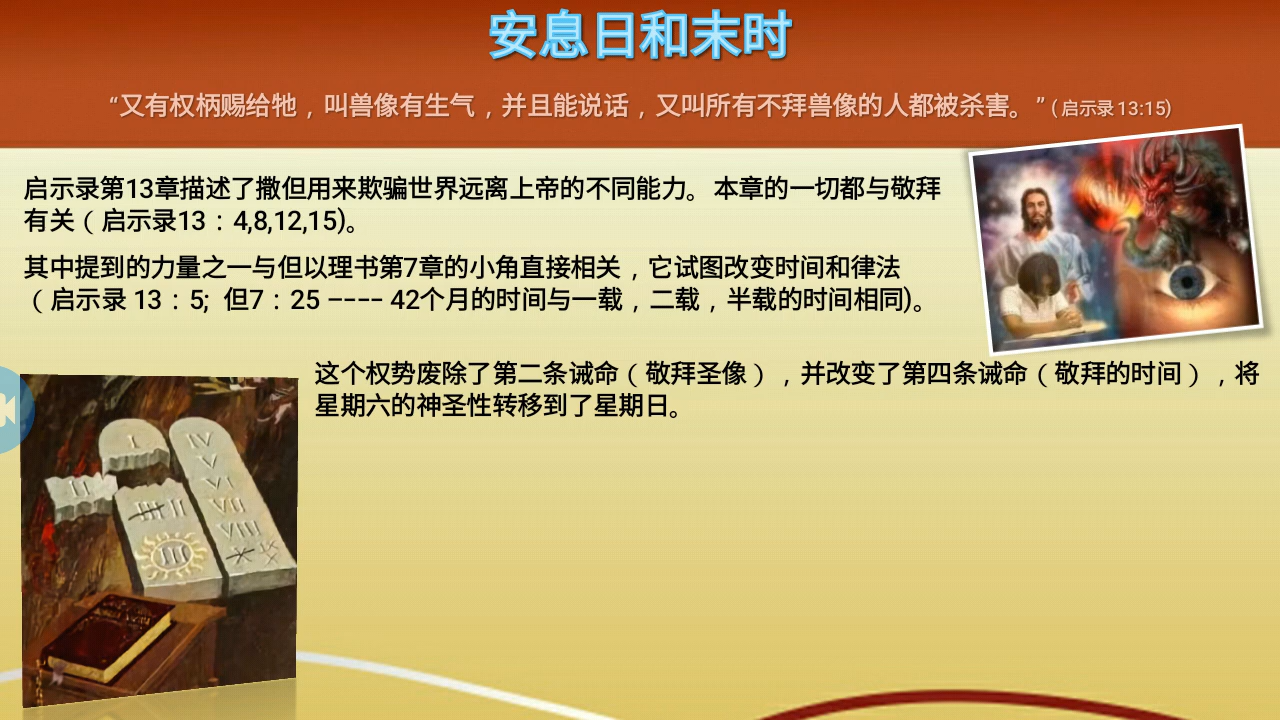 安息日和末时
“又有权柄赐给牠，叫兽像有生气，并且能说话，又叫所有不拜兽像的人都被杀害。”（启示录 13:15)
启示录第13章描述了撒但用来欺骗世界远离上帝的不同能力。本章的一切都与敬拜
有关（启示录13：4,8,12,15)。
其中提到的力量之一与但以理书第7章的小角直接相关，它试图改变时间和律法
（启示录 13：5; 但7：25 –––– 42个月的时间与一载，二载，半载的时间相同)。
这个权势废除了第二条诫命（敬拜圣像），并改变了第四条诫命（敬拜的时间），将
星期六的神圣性转移到了星期日。
I
II
III
IV
V
VI
VII
VIII